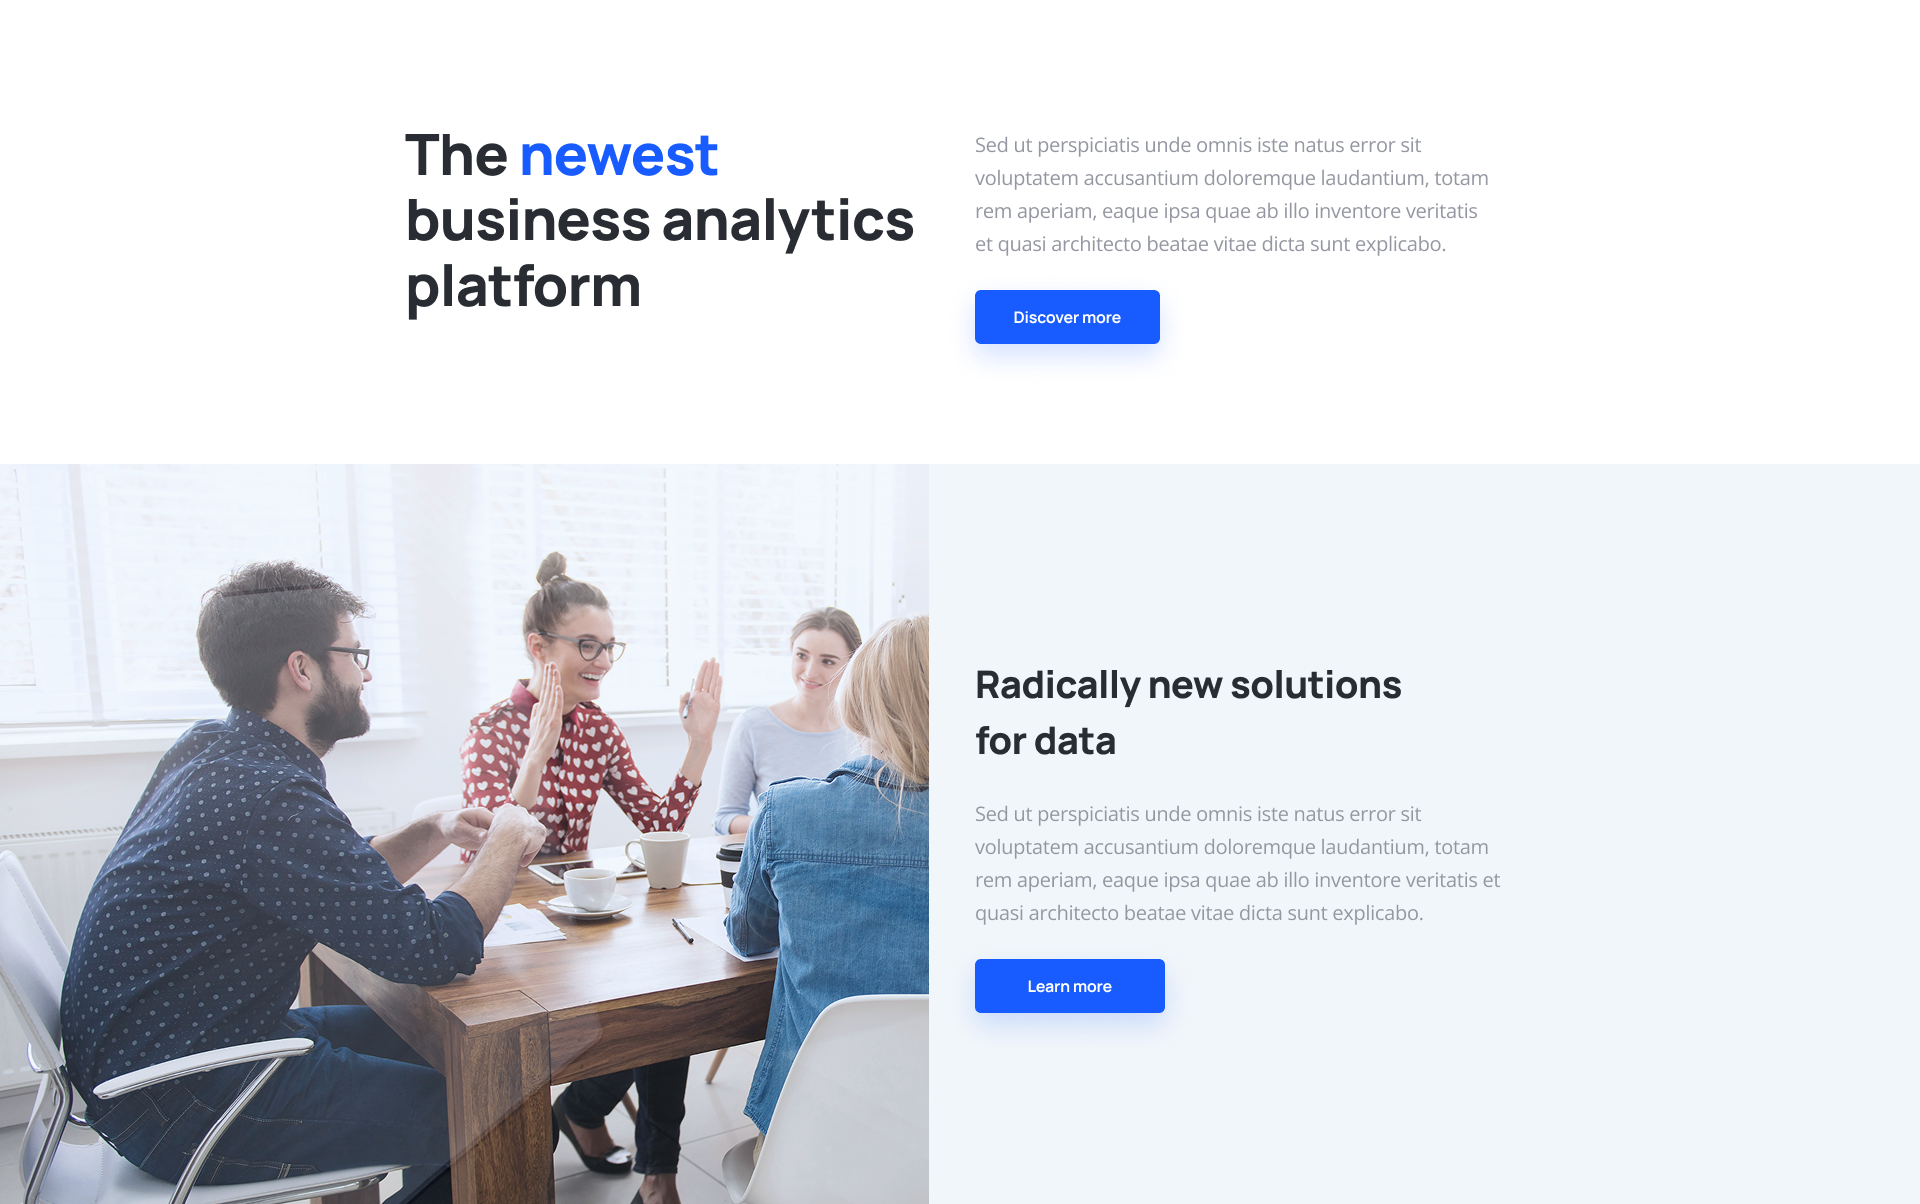 The newest
business analytics
platform
Sed ut perspiciatis unde omnis iste natus error sit
voluptatem accusantium doloremque laudantium, totam
rem aperiam, eaque ipsa quae ab illo inventore veritatis
et quasi architecto beatae vitae dicta sunt explicabo.
Discover more
Radically new solutions
for data
Sed ut perspiciatis unde omnis iste natus error sit
voluptatem accusantium doloremque laudantium, totam
rem aperiam, eaque ipsa quae ab illo inventore veritatis et
quasi architecto beatae vitae dicta sunt explicabo.
Learn more